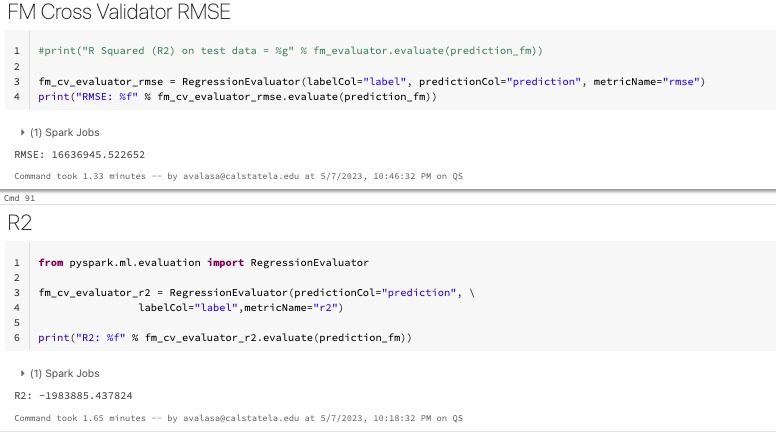 FM Cross Validator RMSE
1 #print("R Squared (R2) on test data = %g" % fm_evaluator.evaluate(prediction_fm))
2
3 fm_cv_evaluator_rmse = RegressionEvaluator(labelCol="label", predictionCol="prediction", metricName="rmse")
4 print("RMSE: %f" % fm_cv_evaluator_rmse.evaluate(prediction_fm))
(1) Spark Jobs
RMSE: 16636945.522652
Command took 1.33 minutes -- by avalasa@calstatela.edu at 5/7/2023, 10:46:32 PM on QS
Cmd 91
R2
1 from pyspark.ml.evaluation import RegressionEvaluator
2
3 fm_cv_evaluator_r2 = RegressionEvaluator(predictionCol="prediction", \
4 labelCol="label",metricName="r2")
5
6 print("R2: %f" % fm_cv_evaluator_r2.evaluate(prediction_fm))
(1) Spark Jobs
R2: -1983885.437824
Command took 1.65 minutes -- by avalasa@calstatela.edu at 5/7/2023, 10:18:32 PM on QS